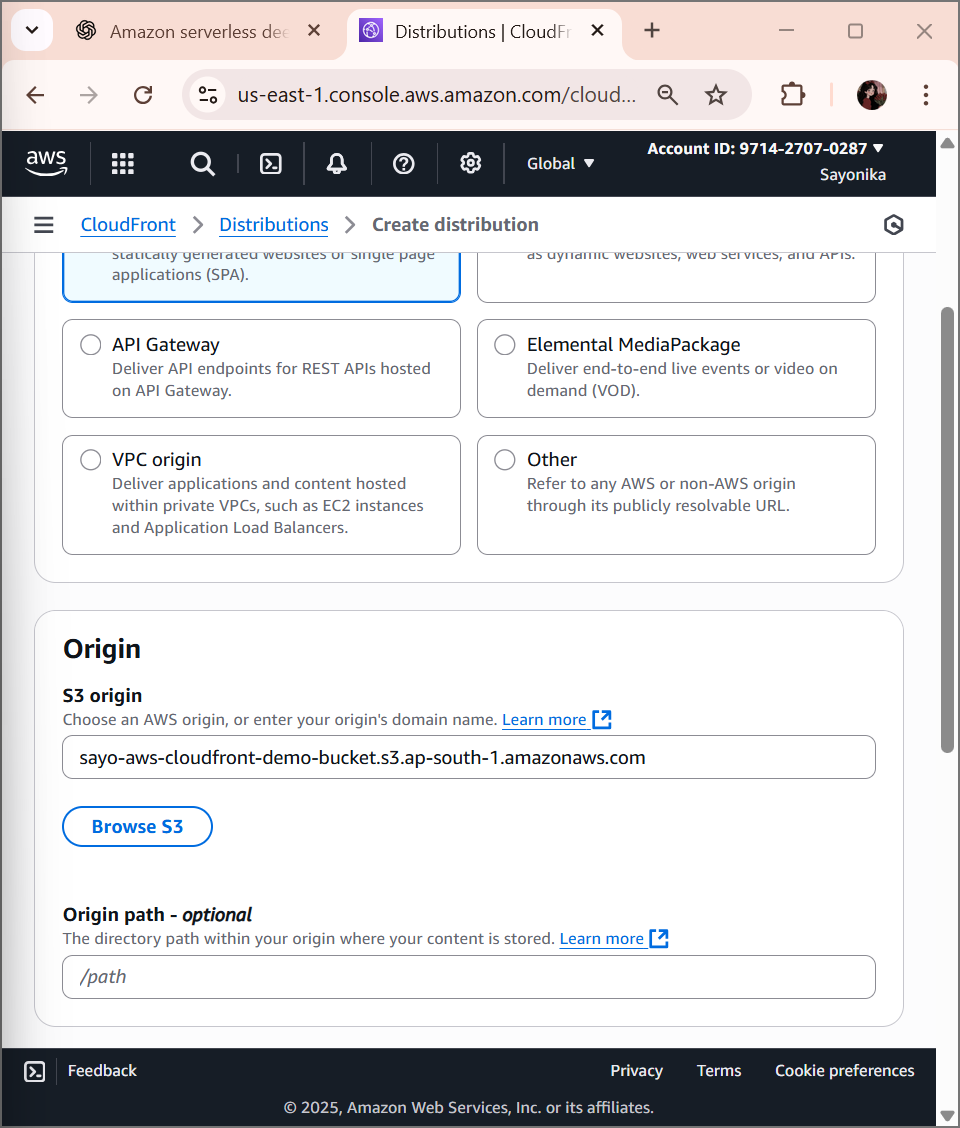 Amazon serverless dee
Distributions | CloudFr
us-east-1.console.aws.amazon.com/cloud...
aws
Global
Account ID: 9714-2707-0287
Sayonika
CloudFront
Distributions
Create distribution
statically generated websites or single page
applications (SPA).
as dynamic websites, web services, and APIs.
API Gateway
Deliver API endpoints for REST APIs hosted
on API Gateway.
Elemental MediaPackage
Deliver end-to-end live events or video on
demand (VOD).
VPC origin
Deliver applications and content hosted
within private VPCs, such as EC2 instances
and Application Load Balancers.
Other
Refer to any AWS or non-AWS origin
through its publicly resolvable URL.
Origin
S3 origin
Choose an AWS origin, or enter your origin's domain name. Learn more
sayo-aws-cloudfront-demo-bucket.s3.ap-south-1.amazonaws.com
Browse S3
Origin path - optional
The directory path within your origin where your content is stored. Learn more
/path
Feedback
Privacy
Terms
Cookie preferences
© 2025, Amazon Web Services, Inc. or its affiliates.